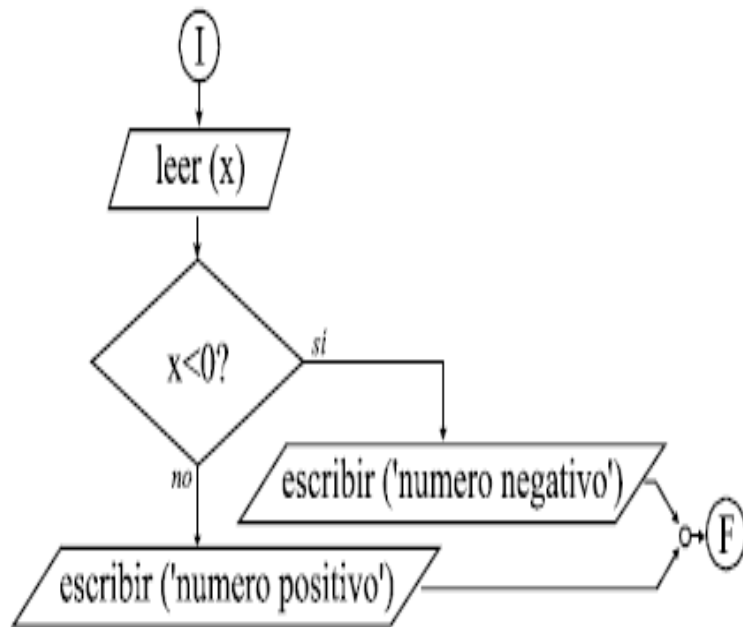 I
leer (x)
x<0?
si
no
escribir ('numero negativo')
F
escribir ('numero positivo')